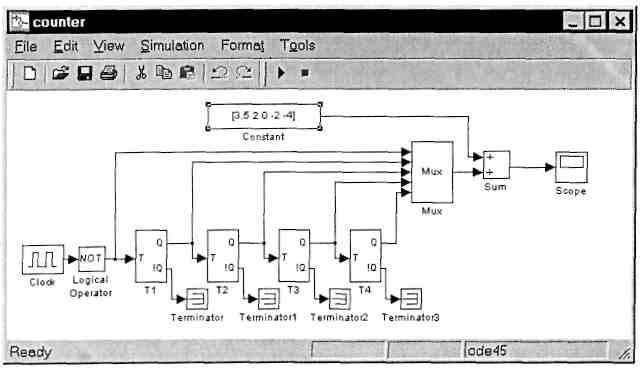 counter
File Edit View Simulation Format Tools
[3.5 2 0 -2 -4]
Constant
Mux
Mux
+
+
Sum
Scope
Clock
NOT
Logical
Operator
T Q !Q
T1
T Q !Q
T2
T Q !Q
T3
T Q !Q
T4
Terminator
Terminator1
Terminator2
Terminator3
Ready
ode45